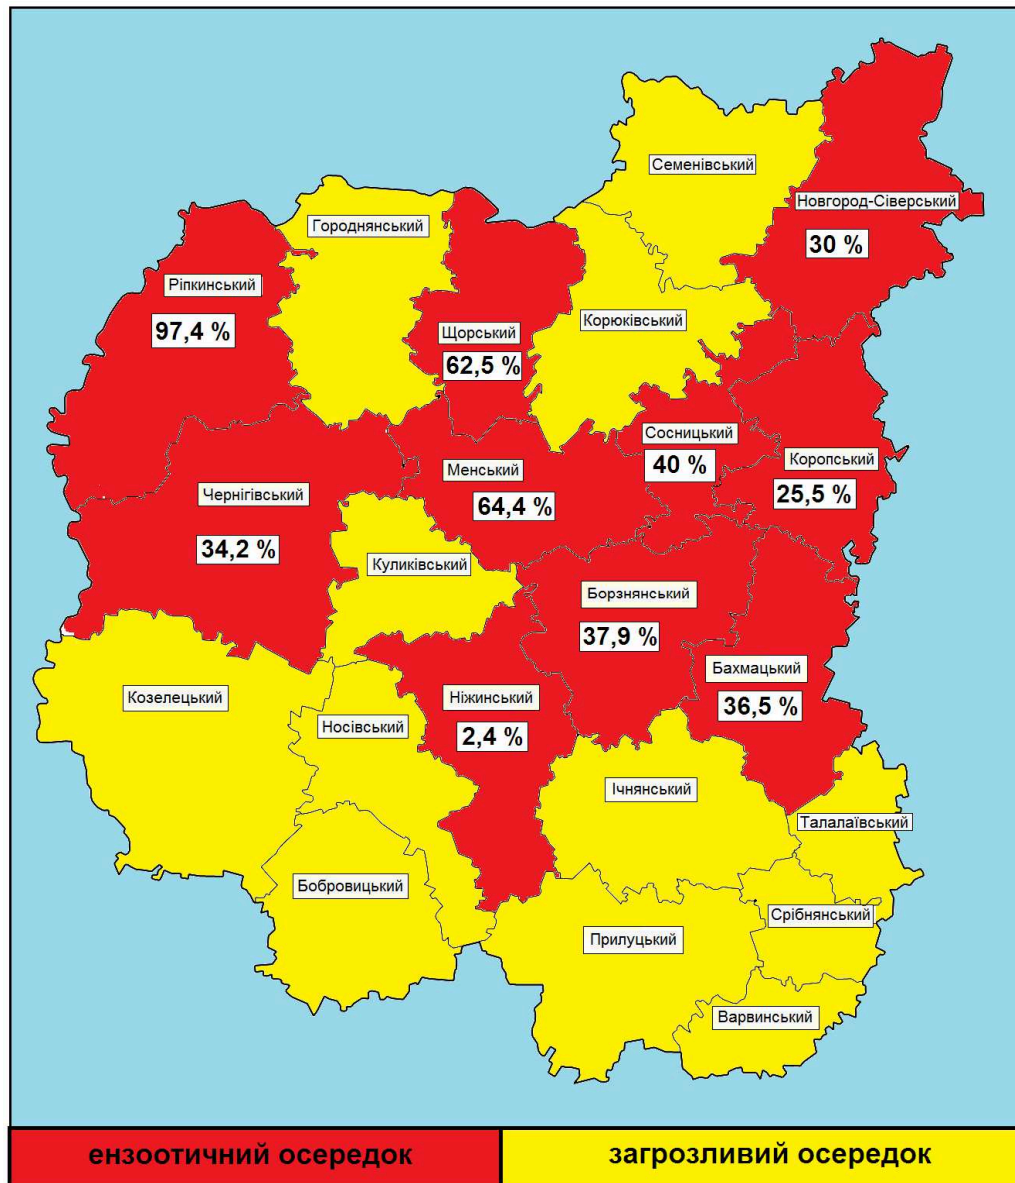 Семенівський
Новгород-Сіверський
30 %
Городнянський
Ріпкинський
97,4 %
Щорський
62,5 %
Корюківський
Сосницький
40 %
Коропський
25,5 %
Менський
64,4 %
Чернігівський
34,2 %
Куликівський
Борзнянський
37,9 %
Бахмацький
36,5 %
Козелецький
Носівський
Ніжинський
2,4 %
Ічнянський
Талалаївський
Бобровицький
Срібнянський
Прилуцький
Варвинський
ензоотичний осередок
загрозливий осередок